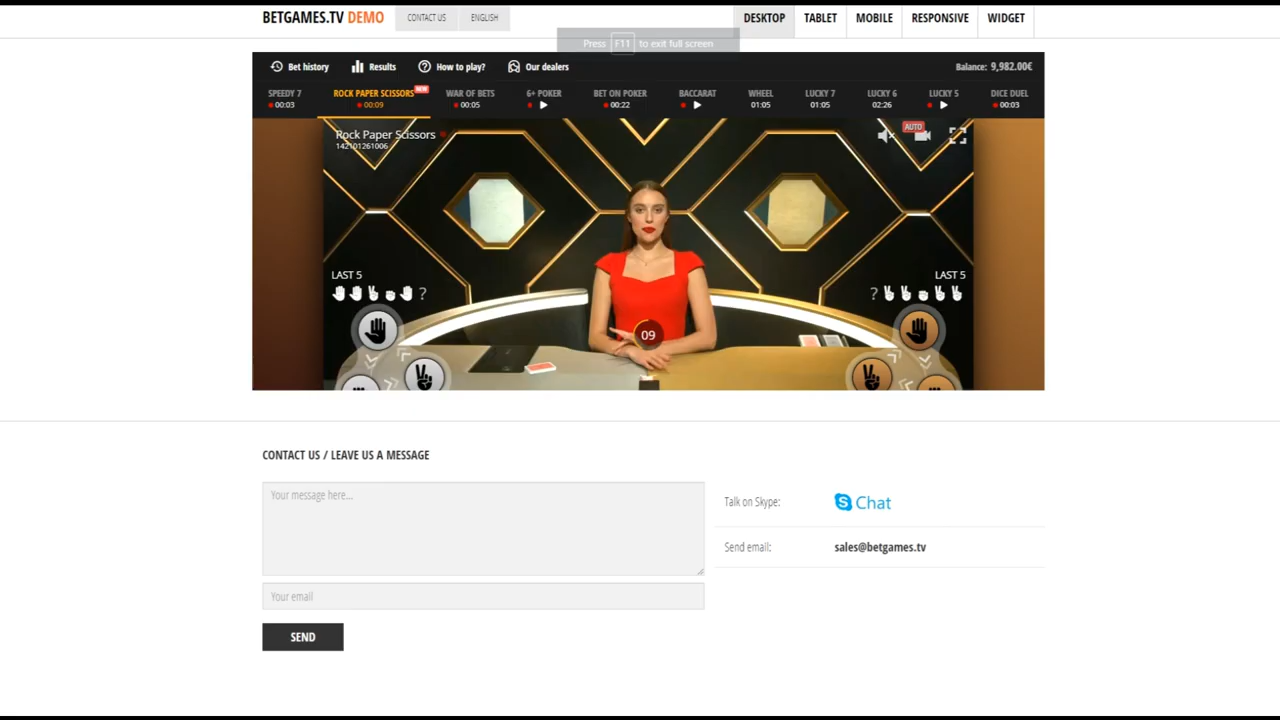 BETGAMES.TV DEMO
CONTACT US
ENGLISH
DESKTOP
TABLET
MOBILE
RESPONSIVE
WIDGET
Press F11 to exit full screen
Bet history
Results
How to play?
Our dealers
Balance: 9,982.00€
SPEEDY 7
00:03
ROCK PAPER SCISSORS
NEW
00:09
WAR OF BETS
00:05
6+ POKER
BET ON POKER
00:22
BACCARAT
WHEEL
01:05
LUCKY 7
01:05
LUCKY 6
02:26
LUCKY 5
DICE DUEL
00:03
Rock Paper Scissors
142101261006
AUTO
LAST 5
?
LAST 5
?
09
CONTACT US / LEAVE US A MESSAGE
Your message here...
Talk on Skype:
Chat
Send email:
sales@betgames.tv
Your email
SEND